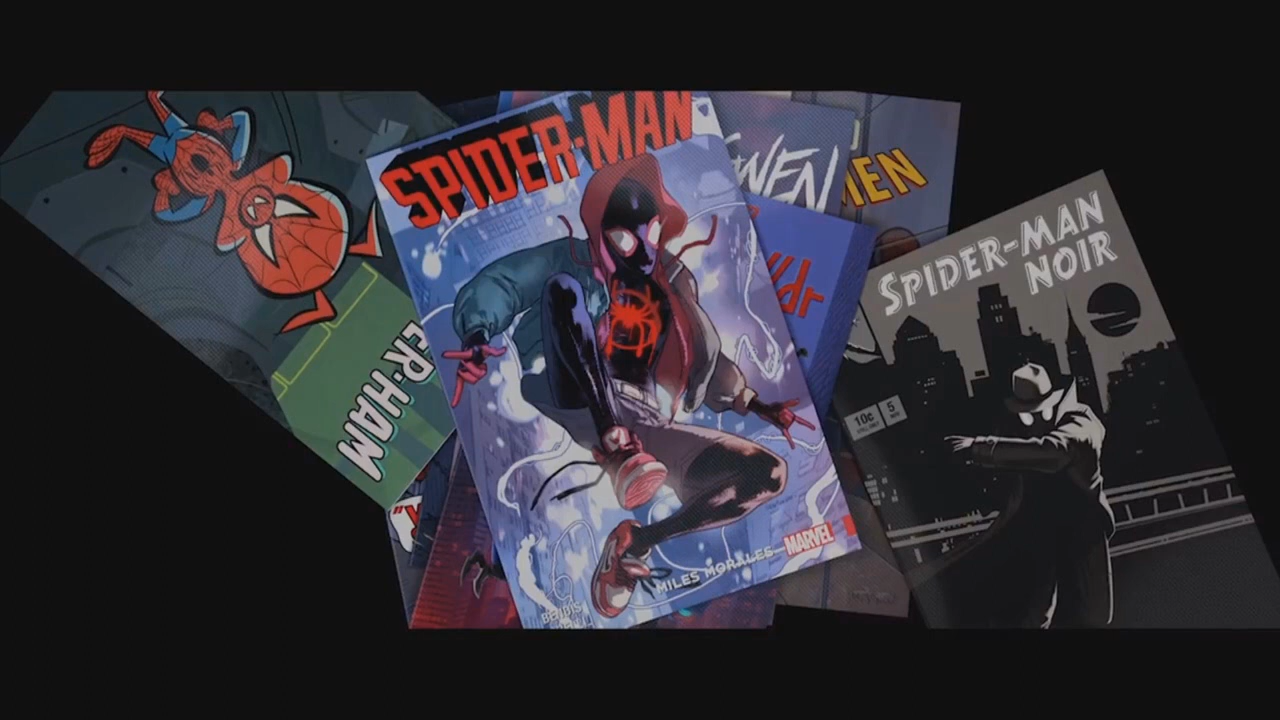 SPIDER-MAN
MARVEL
MILES MORALES
ER-HAM
WEN
MEN
SPIDER-MAN
NOIR
10¢
5